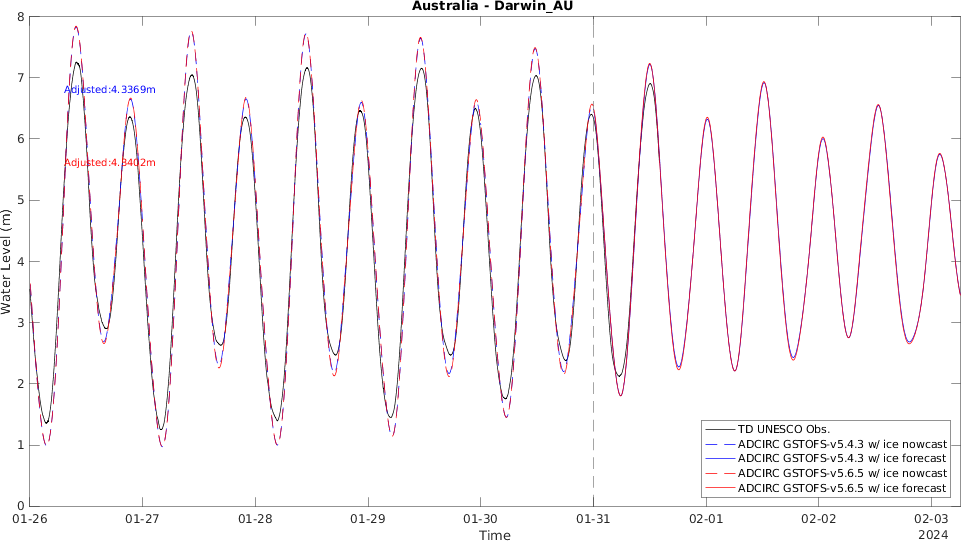 Australia - Darwin_AU
8
7
6
5
4
3
2
1
0
Water Level (m)
Adjusted:4.3369m
Adjusted:4.3402m
TD UNESCO Obs.
ADCIRC GSTOFS-v5.4.3 w/ ice nowcast
ADCIRC GSTOFS-v5.4.3 w/ ice forecast
ADCIRC GSTOFS-v5.6.5 w/ ice nowcast
ADCIRC GSTOFS-v5.6.5 w/ ice forecast
01-26 01-27 01-28 01-29 01-30 01-31 02-01 02-02 02-03
Time
2024